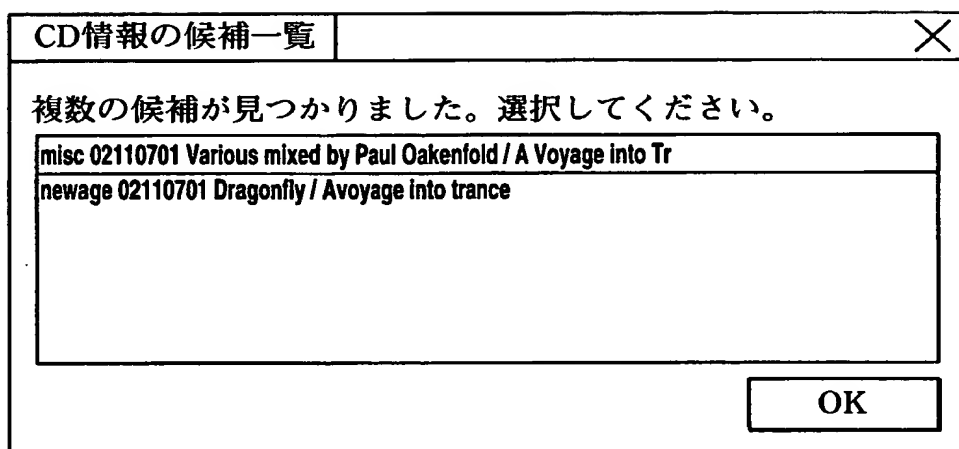 CD情報の候補一覧
複数の候補が見つかりました。選択してください。
misc 02110701 Various mixed by Paul Oakenfold / A Voyage into Tr
newage 02110701 Dragonfly / Avoyage into trance
OK